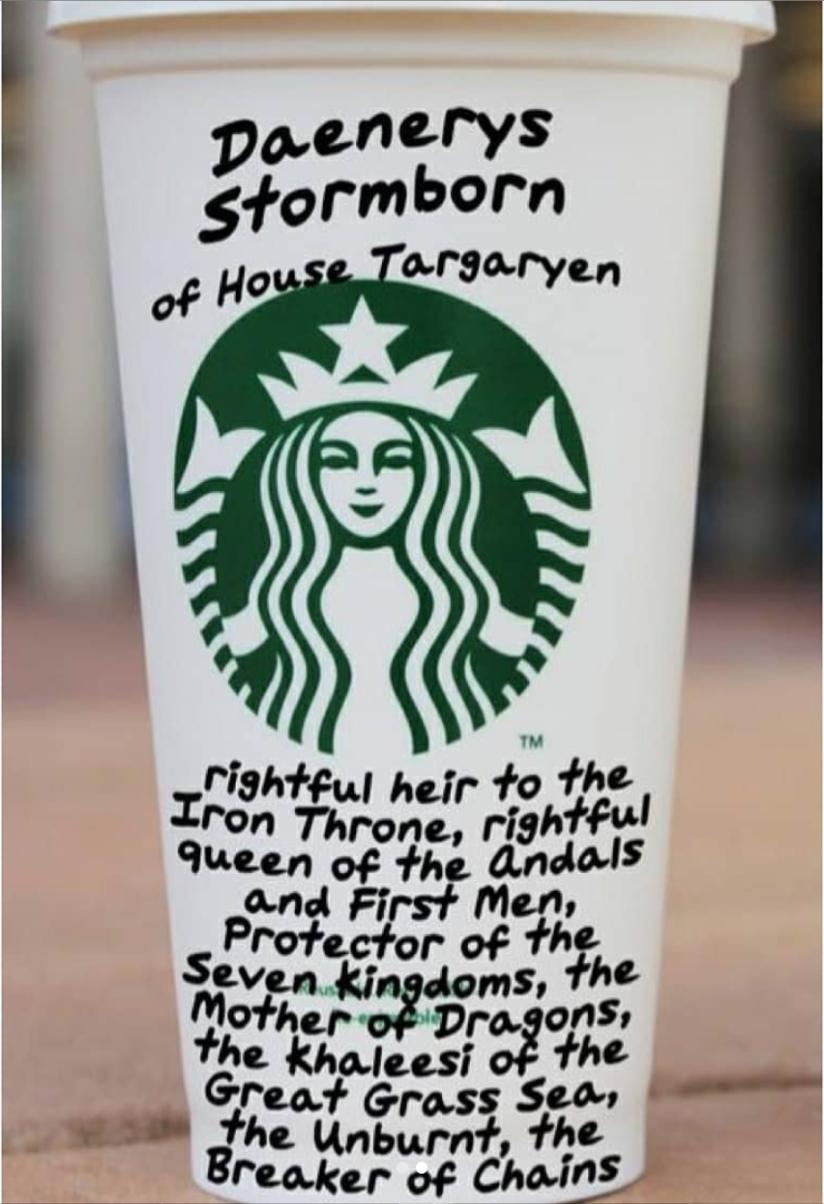 Daenerys
Stormborn
of House Targaryen
TM
rightful heir to the
Iron Throne, rightful
queen of the Andals
and First Men,
Protector of the
Seven Kingdoms, the
Mother of Dragons,
the Khaleesi of the
Great Grass Sea,
the Unburnt, the
Breaker of Chains